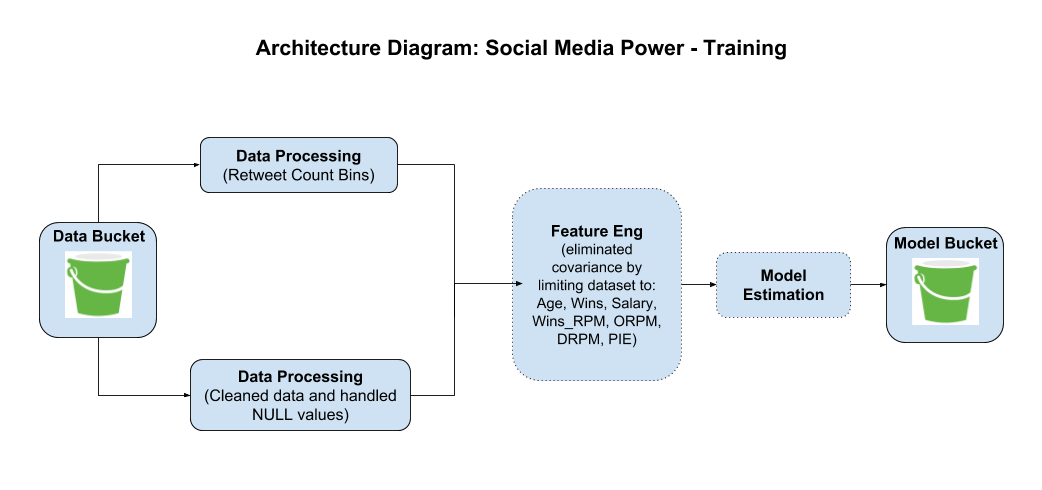 Architecture Diagram: Social Media Power - Training
Data Processing
(Retweet Count Bins)
Data Bucket
Data Processing
(Cleaned data and handled
NULL values)
Feature Eng
(eliminated
covariance by
limiting dataset to:
Age, Wins, Salary,
Wins_RPM, ORPM,
DRPM, PIE)
Model
Estimation
Model Bucket